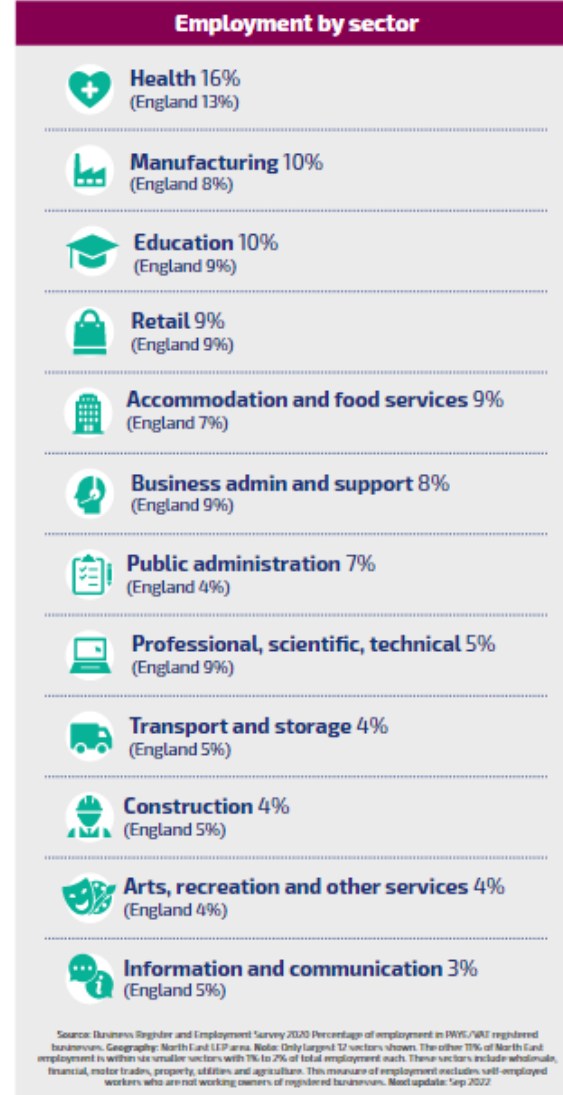 Employment by sector
Health 16%
(England 13%)
Manufacturing 10%
(England 8%)
Education 10%
(England 9%)
Retail 9%
(England 9%)
Accommodation and food services 9%
(England 7%)
Business admin and support 8%
(England 9%)
Public administration 7%
(England 4%)
Professional, scientific, technical 5%
(England 9%)
Transport and storage 4%
(England 5%)
Construction 4%
(England 5%)
Arts, recreation and other services 4%
(England 4%)
Information and communication 3%
(England 5%)
Source: Business Register and Employment Survey 2020 Percentage of employment in PAYE/VAT registered
businesses. Geography: North East LEP area. Note: Only largest 12 sectors shown. The other 11% of North East
employment is within six smaller sectors with 1% to 2% of total employment each. These sectors include wholesale,
financial, motor trades, property, utilities and agriculture. This measure of employment excludes self-employed
workers who are not working owners of registered businesses. Next update: Sep 2022